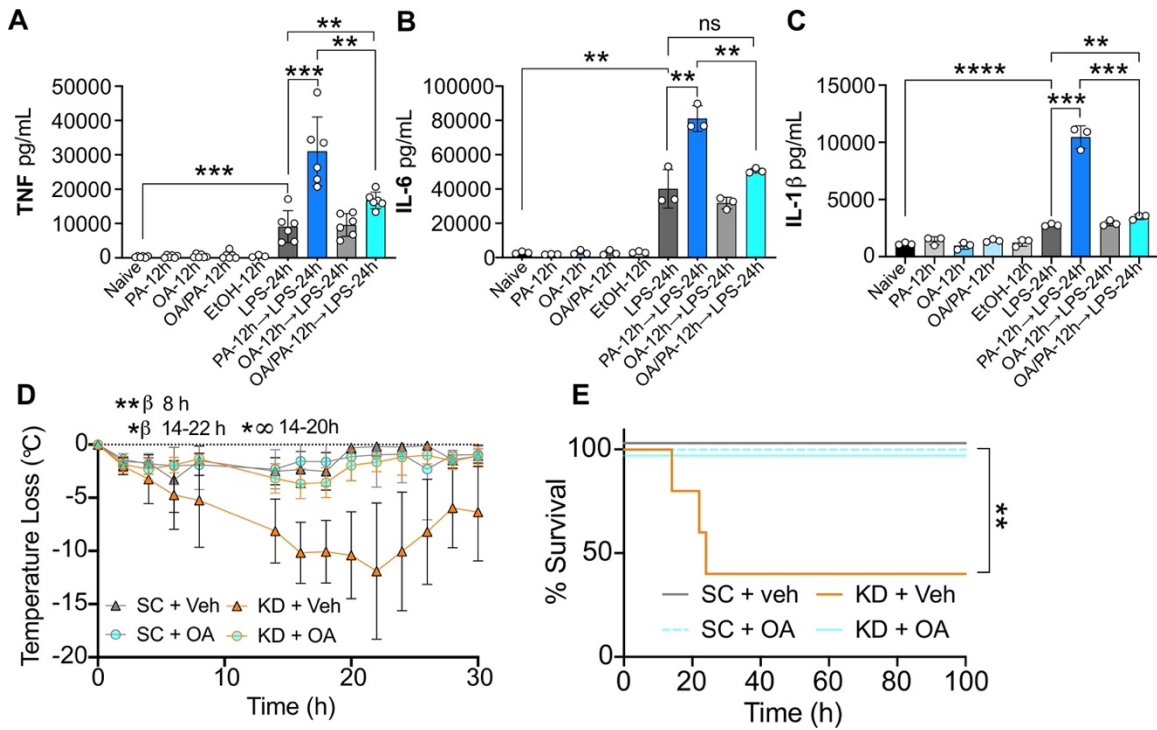 A
TNF pg/mL
50000
40000
30000
20000
10000
0
**
**
***
***
Naive
PA-12h
OA-12h
OA/PA-12h
EtOH-12h
LPS-24h
PA-12h→LPS-24h
OA-12h→LPS-24h
OA/PA-12h→LPS-24h
B
IL-6 pg/mL
100000
80000
60000
40000
20000
0
ns
**
**
**
Naive
PA-12h
OA-12h
OA/PA-12h
EtOH-12h
LPS-24h
PA-12h→LPS-24h
OA-12h→LPS-24h
OA/PA-12h→LPS-24h
C
IL-1β pg/mL
15000
10000
5000
0
**
****
***
***
Naive
PA-12h
OA-12h
OA/PA-12h
EtOH-12h
LPS-24h
PA-12h→LPS-24h
OA-12h→LPS-24h
OA/PA-12h→LPS-24h
D
**β 8 h
*β 14-22 h *∞ 14-20h
Temperature Loss (°C)
0
-5
-10
-15
-20
SC + Veh KD + Veh
SC + OA KD + OA
0 10 20 30
Time (h)
E
% Survival
100
50
0
**
SC + veh KD + Veh
SC + OA KD + OA
0 20 40 60 80 100
Time (h)